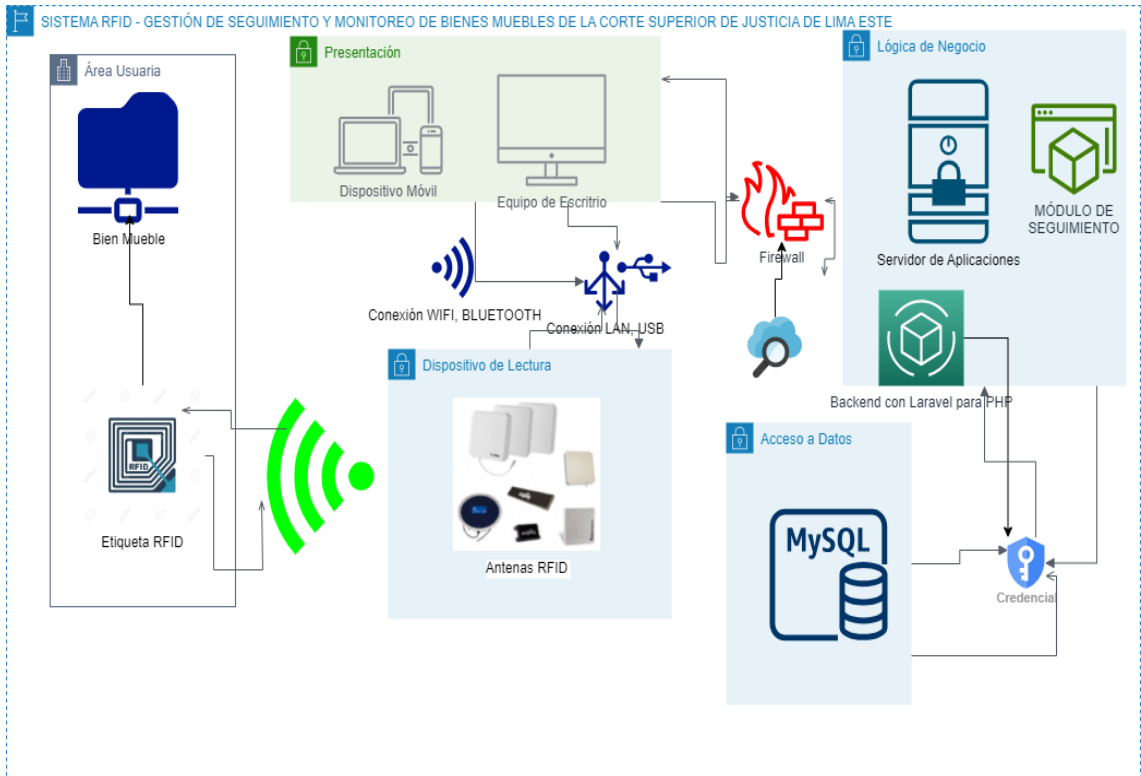 SISTEMA RFID - GESTIÓN DE SEGUIMIENTO Y MONITOREO DE BIENES MUEBLES DE LA CORTE SUPERIOR DE JUSTICIA DE LIMA ESTE
Área Usuaria
Bien Mueble
RFID
Etiqueta RFID
Presentación
Dispositivo Móvil
Equipo de Escritrio
Conexión WIFI, BLUETOOTH
Conexión LAN, USB
Dispositivo de Lectura
Antenas RFID
Firewall
Lógica de Negocio
Servidor de Aplicaciones
MÓDULO DE
SEGUIMIENTO
Backend con Laravel para PHP
Acceso a Datos
MySQL
Credencial